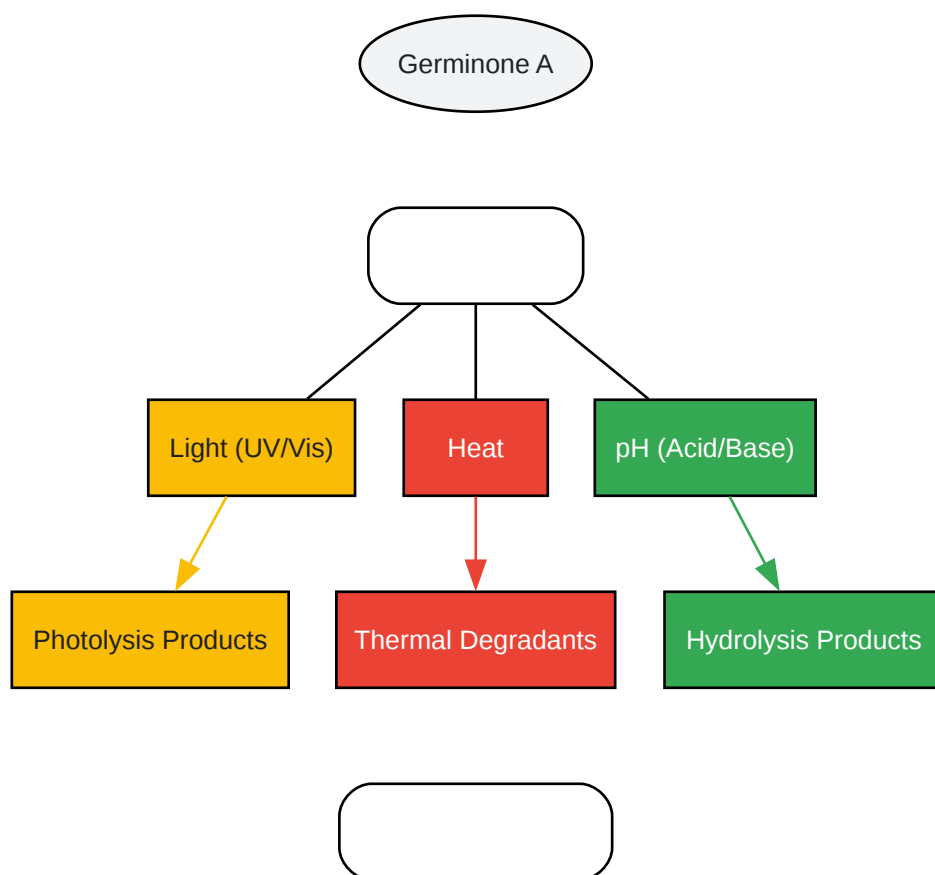 Germinone A
Light (UV/Vis)
Heat
pH (Acid/Base)
Photolysis Products
Thermal Degradants
Hydrolysis Products